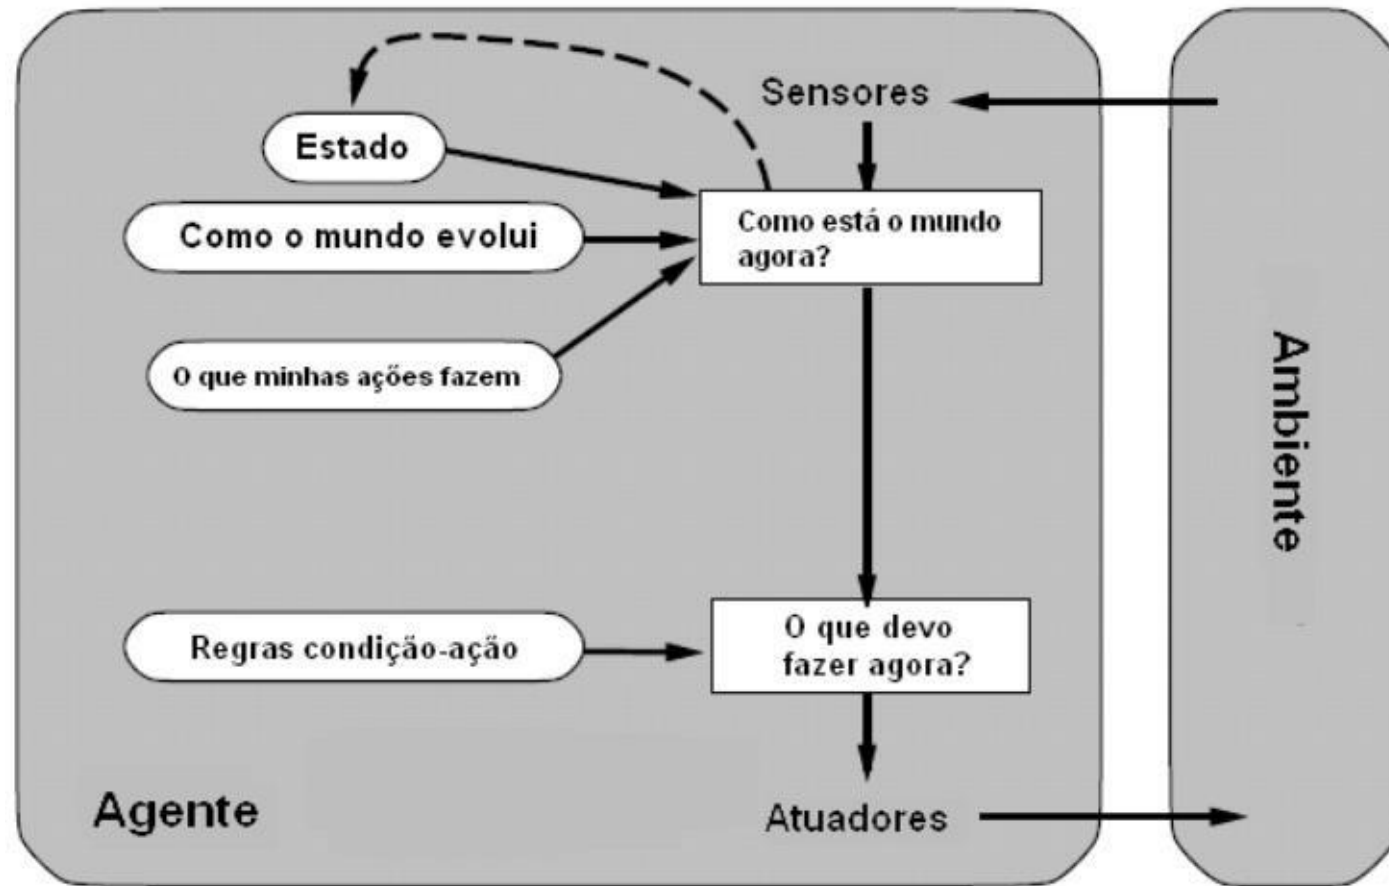 Sensores
Estado
Como o mundo evolui
Como está o mundo
agora?
O que minhas ações fazem
Ambiente
Regras condição-ação
O que devo
fazer agora?
Agente
Atuadores